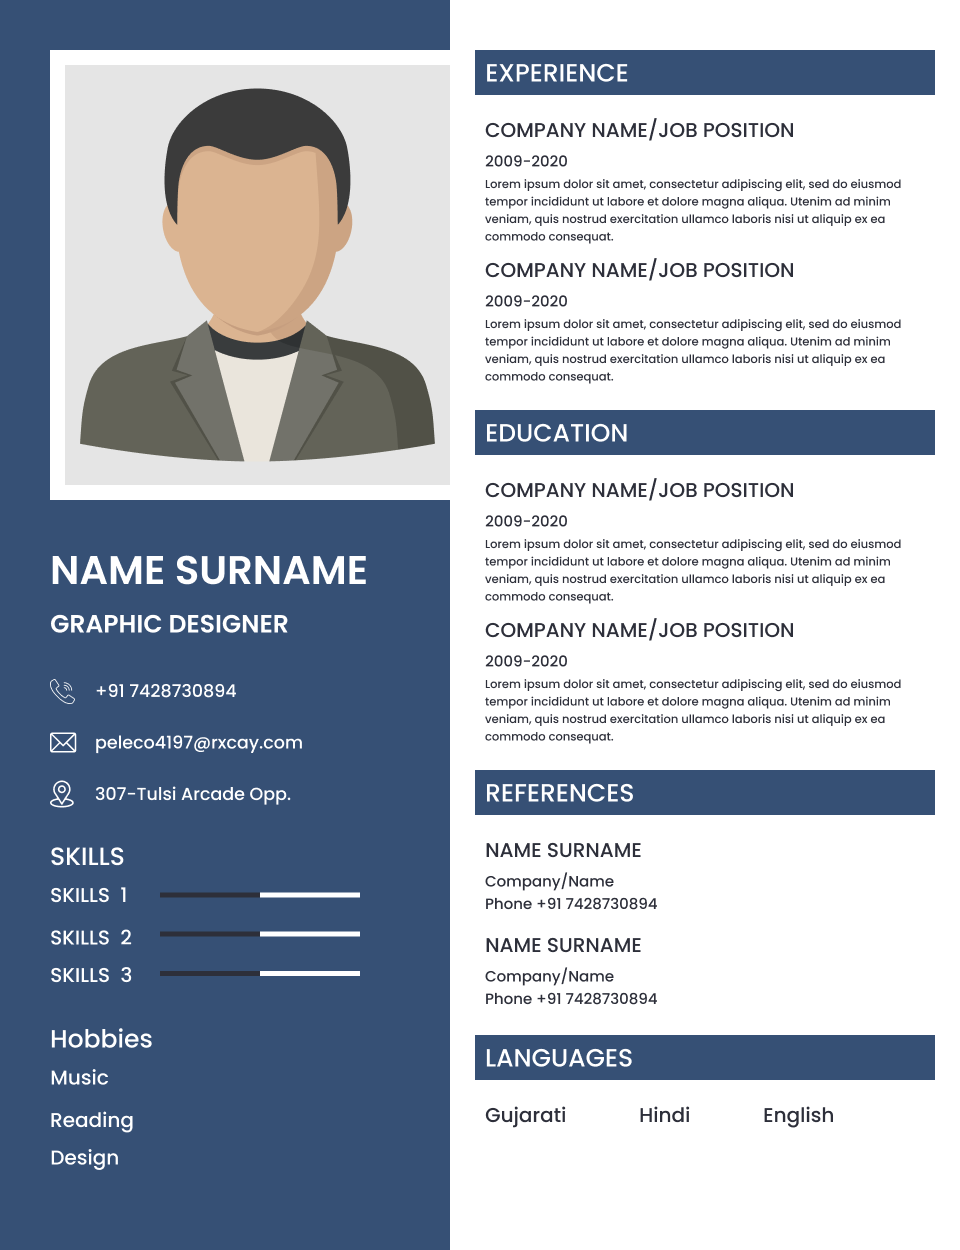 NAME SURNAME
GRAPHIC DESIGNER
+91 7428730894
peleco4197@rxcay.com
307-Tulsi Arcade Opp.
SKILLS
SKILLS 1
SKILLS 2
SKILLS 3
Hobbies
Music
Reading
Design
EXPERIENCE
COMPANY NAME/JOB POSITION
2009-2020
Lorem ipsum dolor sit amet, consectetur adipiscing elit, sed do eiusmod
tempor incididunt ut labore et dolore magna aliqua. Utenim ad minim
veniam, quis nostrud exercitation ullamco laboris nisi ut aliquip ex ea
commodo consequat.
COMPANY NAME/JOB POSITION
2009-2020
Lorem ipsum dolor sit amet, consectetur adipiscing elit, sed do eiusmod
tempor incididunt ut labore et dolore magna aliqua. Utenim ad minim
veniam, quis nostrud exercitation ullamco laboris nisi ut aliquip ex ea
commodo consequat.
EDUCATION
COMPANY NAME/JOB POSITION
2009-2020
Lorem ipsum dolor sit amet, consectetur adipiscing elit, sed do eiusmod
tempor incididunt ut labore et dolore magna aliqua. Utenim ad minim
veniam, quis nostrud exercitation ullamco laboris nisi ut aliquip ex ea
commodo consequat.
COMPANY NAME/JOB POSITION
2009-2020
Lorem ipsum dolor sit amet, consectetur adipiscing elit, sed do eiusmod
tempor incididunt ut labore et dolore magna aliqua. Utenim ad minim
veniam, quis nostrud exercitation ullamco laboris nisi ut aliquip ex ea
commodo consequat.
REFERENCES
NAME SURNAME
Company/Name
Phone +91 7428730894
NAME SURNAME
Company/Name
Phone +91 7428730894
LANGUAGES
Gujarati Hindi English